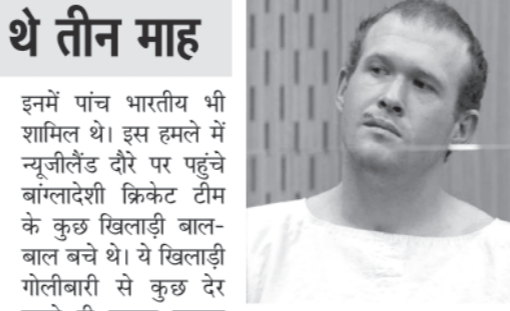 थे तीन माह
इनमें पांच भारतीय भी
शामिल थे। इस हमले में
न्यूजीलैंड दौरे पर पहुंचे
बांग्लादेशी क्रिकेट टीम
के कुछ खिलाड़ी बाल-
बाल बचे थे। ये खिलाड़ी
गोलीबारी से कुछ देर